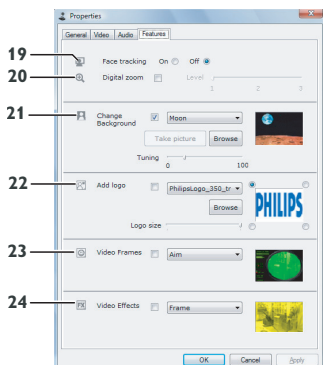 Properties
General Video Audio Features
19 Face tracking On Off
20 Digital zoom Level
1 2 3
21 Change Background Moon
Take picture Browse
Tuning
0 100
22 Add logo PhilipsLogo_350_tr
Browse
PHILIPS
Logo size
23 Video Frames Aim
24 FX Video Effects Frame
OK Cancel Apply